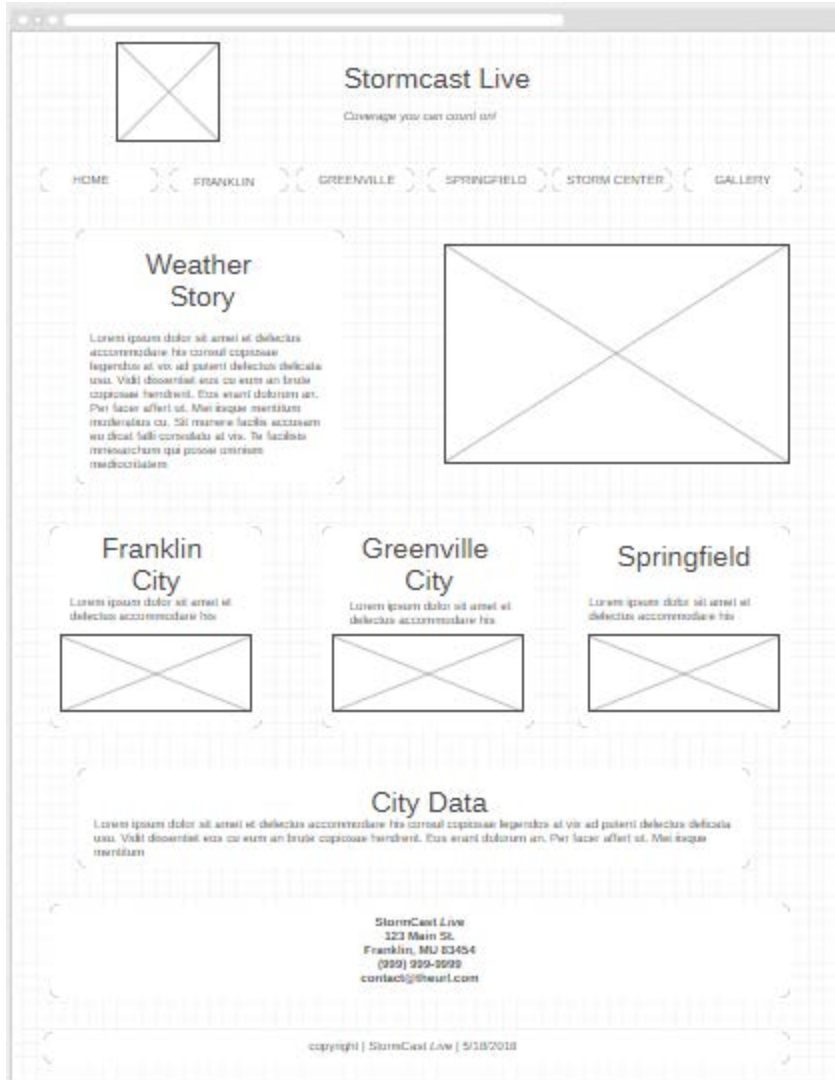 Stormcast Live
Coverage you can count on!
HOME
FRANKLIN
GREENVILLE
SPRINGFIELD
STORM CENTER
GALLERY
Weather
Story
Lorem ipsum dolor sit amet et delectus
accommodare his consul copiosae
legendos at vix ad putent delectus delicata
usu. Vidit dissentiet eos cu eum an brute
copiosae hendrerit. Eos erant dolorum an.
Per facer affert ut. Mei iisque mentitum
moderatius cu. Sit munere facilis accusam
eu dicat falli consulatu at vis. Te facilisis
mnesarchum qui posse omnium
mediocritatem
Franklin
City
Lorem ipsum dolor sit amet et
delectus accommodare his
Greenville
City
Lorem ipsum dolor sit amet et
delectus accommodare his
Springfield
Lorem ipsum dolor sit amet et
delectus accommodare his
City Data
Lorem ipsum dolor sit amet et delectus accommodare his consul copiosae legendos at vix ad putent delectus delicata
usu. Vidit dissentiet eos cu eum an brute copiosae hendrerit. Eos erant dolorum an. Per facer affert ut. Mei iisque
mentitum
StormCast Live
123 Main St.
Franklin, MU 83454
(999) 999-9999
contact@theurl.com
copyright | StormCast Live | 5/18/2018